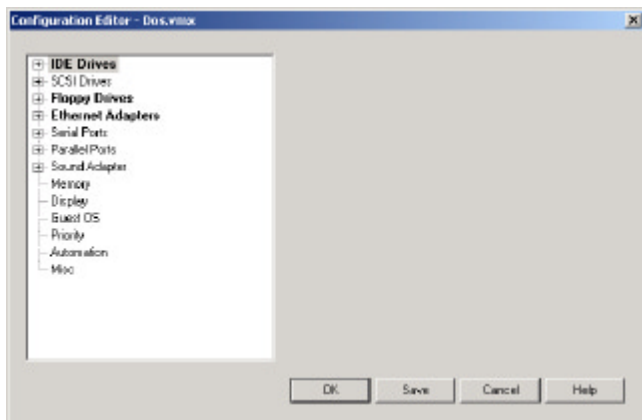 Configuration Editor - Dos.vmx
IDE Drives
SCSI Drives
Floppy Drives
Ethernet Adapters
Serial Ports
Parallel Ports
Sound Adapter
Memory
Display
Guest OS
Priority
Automation
Misc
OK Save Cancel Help